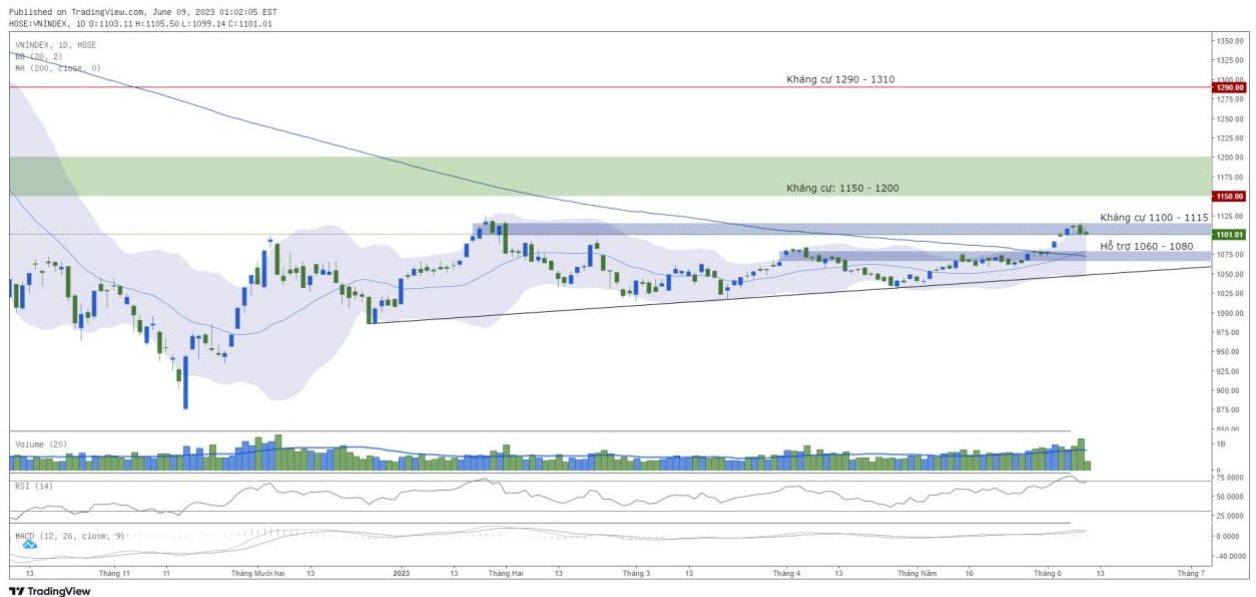 Published on TradingView.com, June 09, 2023 01:02:05 EST
HOSE:VNINDEX, 1D O:1103.11 H:1105.50 L:1099.14 C:1101.01
VNINDEX, 1D, HOSE
BB (20, 2)
MA (200, close, 0)
Kháng cự 1290 - 1310
Kháng cự: 1150 - 1200
Kháng cự 1100 - 1115
Hỗ trợ 1060 - 1080
1350.00
1325.00
1300.00
1290.00
1275.00
1250.00
1225.00
1200.00
1175.00
1150.00
1125.00
1101.01
1075.00
1050.00
1025.00
1000.00
975.00
950.00
925.00
900.00
875.00
850.00
Volume (20)
1B
0
RSI (14)
75.0000
50.0000
25.0000
MACD (12, 26, close, 9)
0.0000
-40.0000
13 Tháng 11 11 Tháng Mười hai 13 2023 13 Tháng Hai 13 Tháng 3 13 Tháng 4 13 Tháng Năm 16 Tháng 6 13 Tháng 7
TradingView